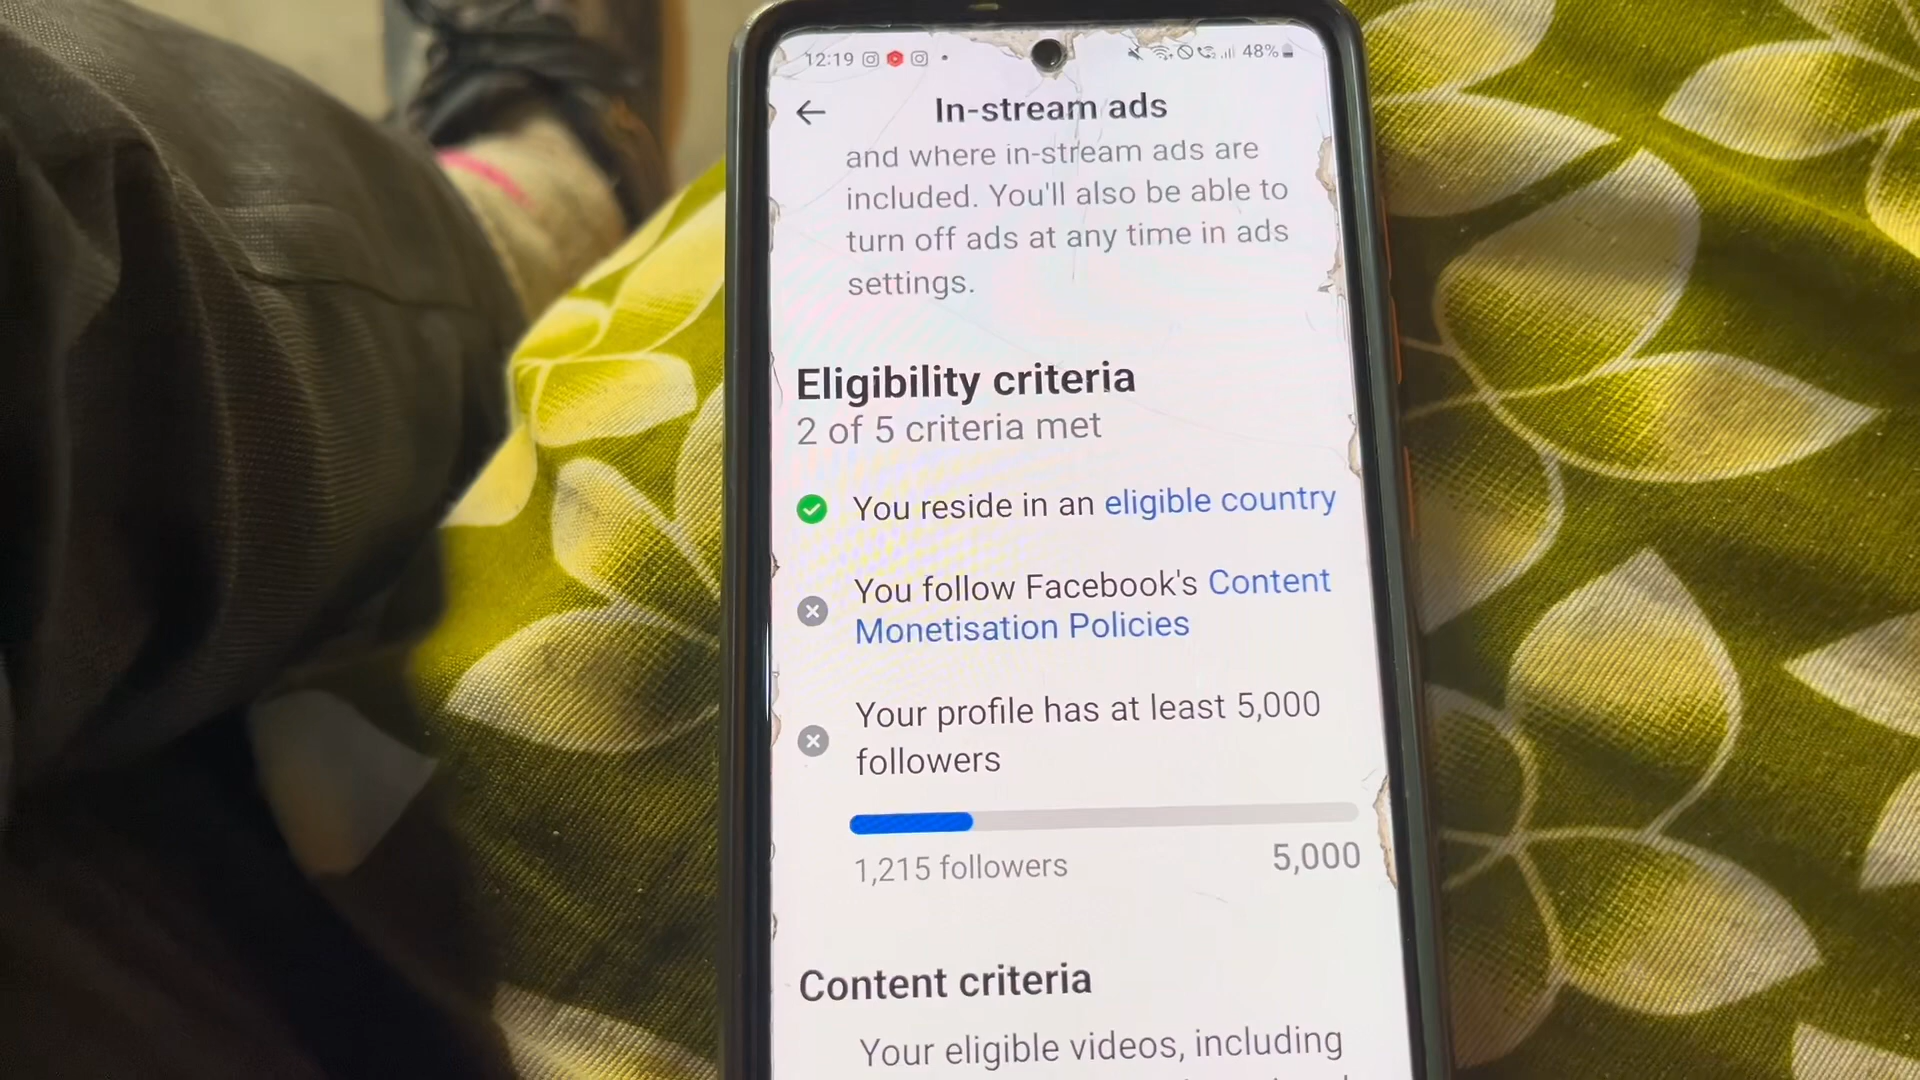 12:19 48%
In-stream ads
and where in-stream ads are
included. You'll also be able to
turn off ads at any time in ads
settings.
Eligibility criteria
2 of 5 criteria met
You reside in an eligible country
You follow Facebook's Content
Monetisation Policies
Your profile has at least 5,000
followers
1,215 followers 5,000
Content criteria
Your eligible videos, including